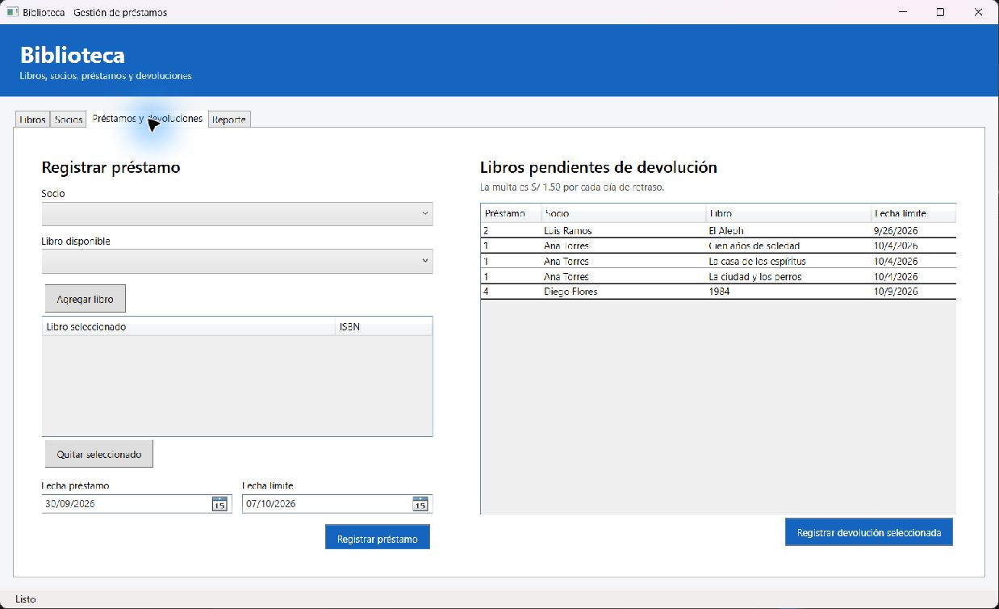 Biblioteca - Gestión de préstamos
Biblioteca
Libros, socios, préstamos y devoluciones
Libros Socios Préstamos y devoluciones Reporte
Registrar préstamo
Socio
Libro disponible
Agregar libro
Libro seleccionado ISBN
Quitar seleccionado
Fecha préstamo Fecha límite
30/09/2026 15 07/10/2026 15
Registrar préstamo
Libros pendientes de devolución
La multa es S/ 1.50 por cada día de retraso.
Préstamo Socio Libro Fecha límite
2 Luis Ramos El Aleph 9/26/2026
1 Ana Torres Cien años de soledad 10/4/2026
1 Ana Torres La casa de los espíritus 10/4/2026
1 Ana Torres La ciudad y los perros 10/4/2026
4 Diego Flores 1984 10/9/2026
Registrar devolución seleccionada
Listo